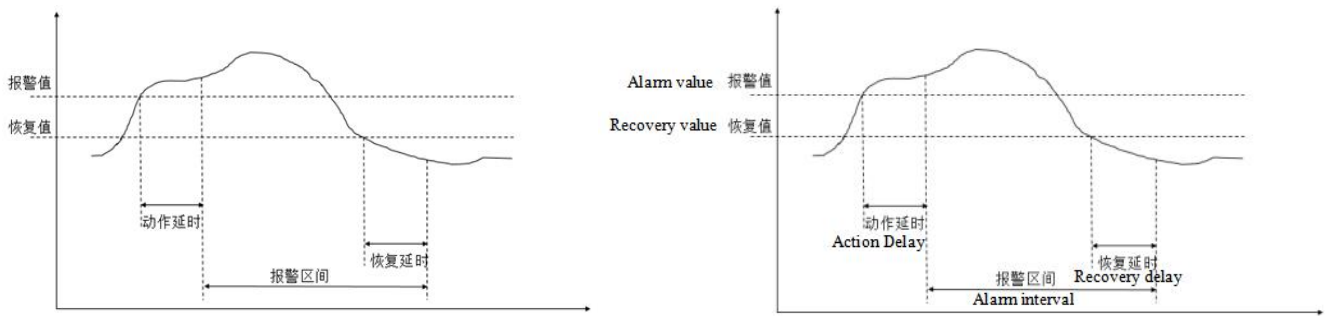 报警值
恢复值
动作延时
恢复延时
报警区间
Alarm value 报警值
Recovery value 恢复值
动作延时
Action Delay
恢复延时
Recovery delay
报警区间
Alarm interval